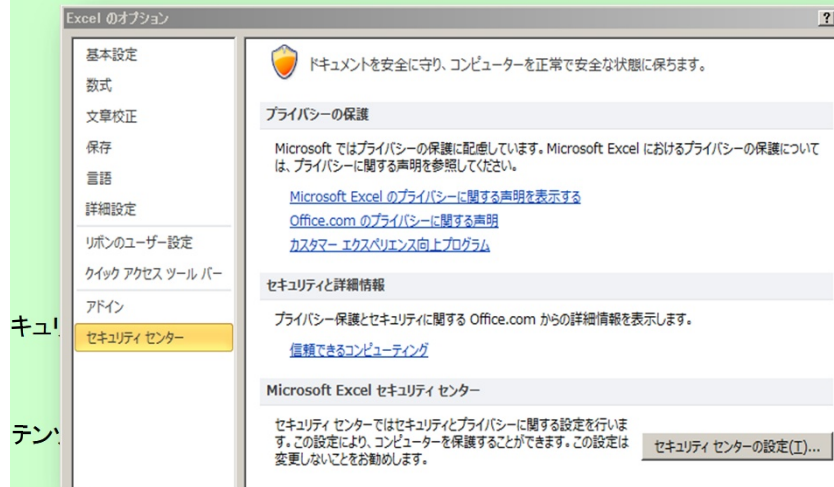 Excel のオプション
?
基本設定
数式
文章校正
保存
言語
詳細設定
リボンのユーザー設定
クイック アクセス ツール バー
アドイン
セキュリティ センター
ドキュメントを安全に守り、コンピューターを正常で安全な状態に保ちます。
プライバシーの保護
Microsoft ではプライバシーの保護に配慮しています。Microsoft Excel におけるプライバシーの保護について
は、プライバシーに関する声明を参照してください。
Microsoft Excel のプライバシーに関する声明を表示する
Office.com のプライバシーに関する声明
カスタマー エクスペリエンス向上プログラム
セキュリティと詳細情報
プライバシー保護とセキュリティに関する Office.com からの詳細情報を表示します。
信頼できるコンピューティング
Microsoft Excel セキュリティ センター
セキュリティ センターではセキュリティとプライバシーに関する設定を行いま
す。この設定により、コンピューターを保護することができます。この設定は
変更しないことをお勧めします。
セキュリティ センターの設定(T)...
キュリ
テンツ